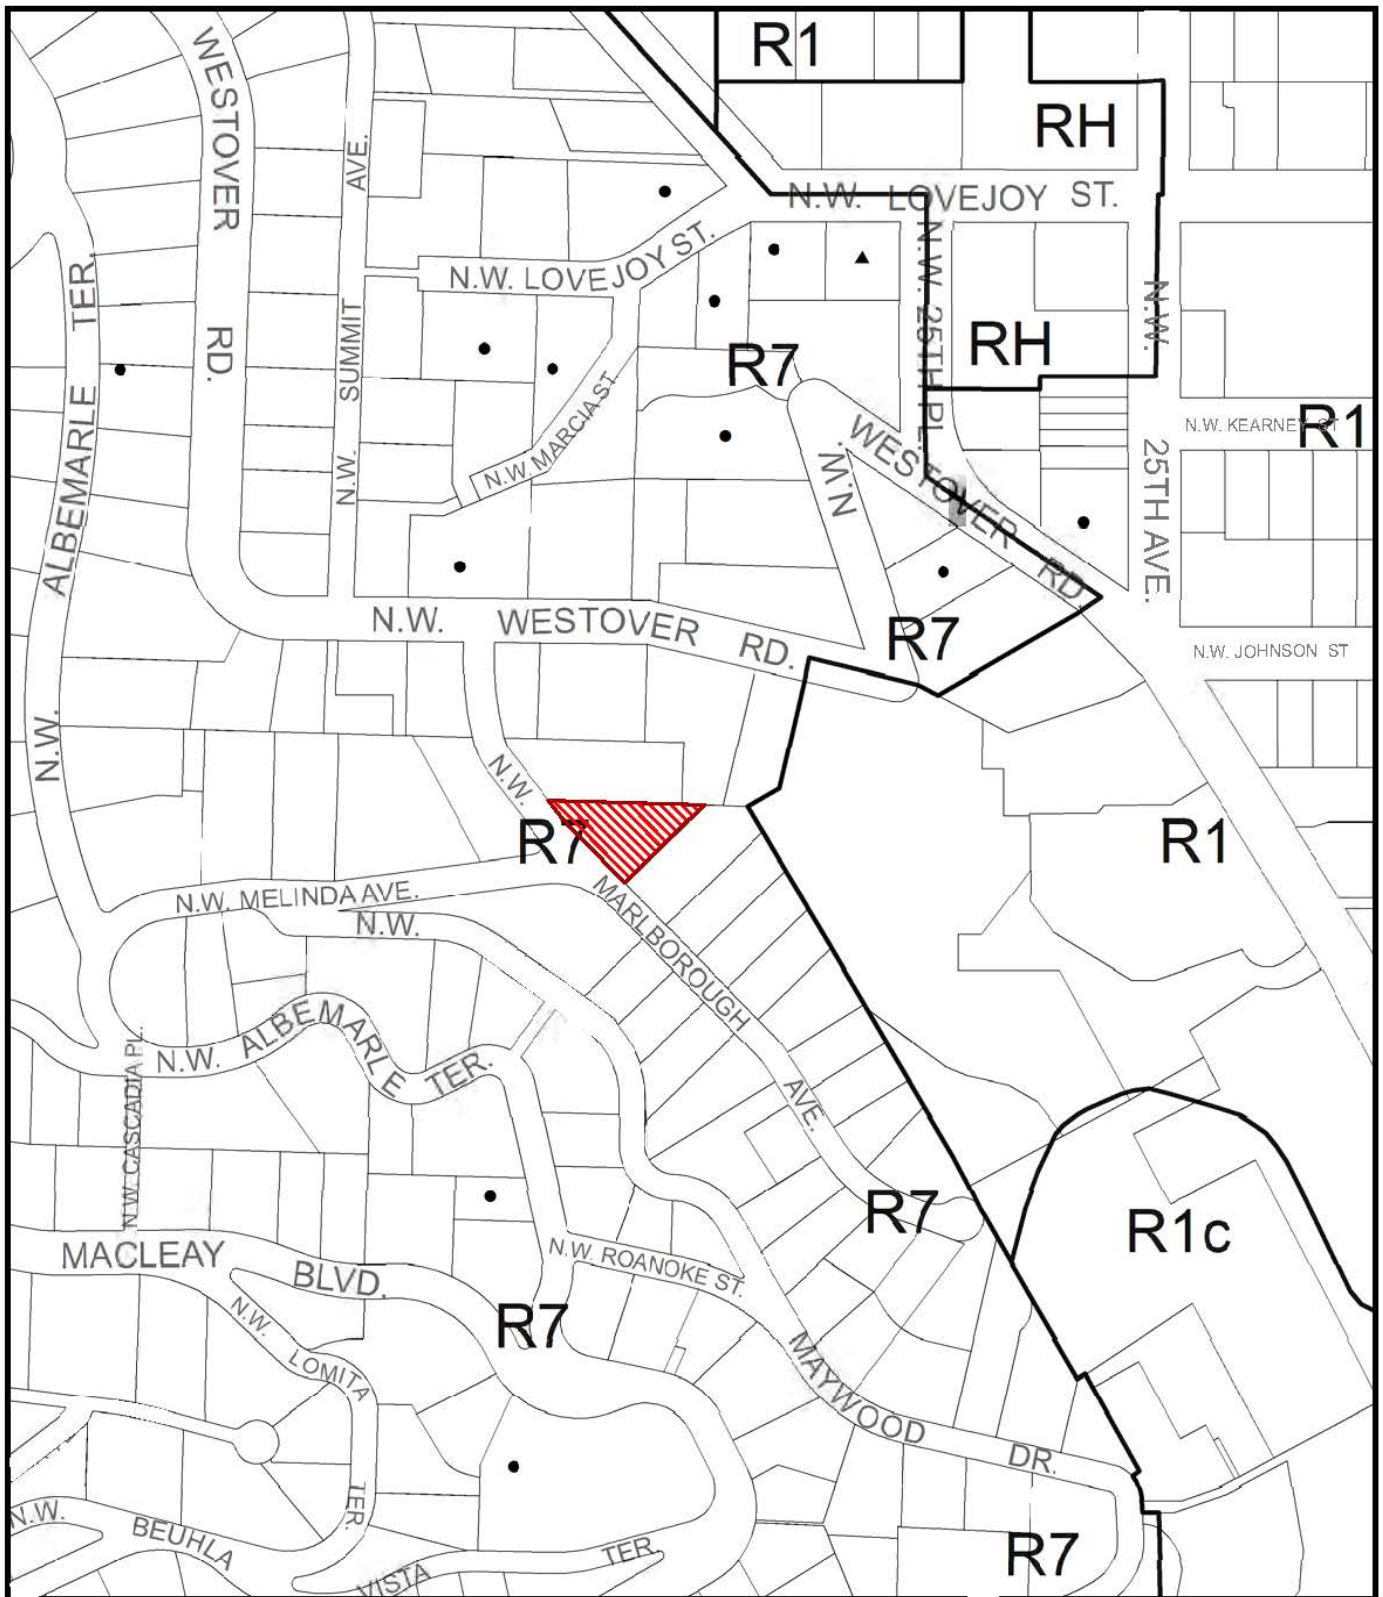 R1
RH
WESTOVER
RD.
AVE.
SUMMIT
N.W.
N.W. LOVEJOY ST.
N.W. LOVEJOY ST.
N.W. 25TH PL.
RH
N.W.
25TH AVE.
ALBEMARLE TER.
N.W.
R7
N.W. MARCIA ST.
WESTOVER RD
N.W.
N.W. KEARNEY ST
R1
N.W. WESTOVER RD.
R7
N.W. JOHNSON ST
N.W.
R7
R1
N.W. MELINDA AVE.
N.W.
MARLBOROUGH
AVE.
N.W. ALBEMARLE TER.
N.W. CASCADIA PL.
R7
R1c
MACLEAY
BLVD.
N.W. ROANOKE ST.
R7
N.W.
LOMITA
TER.
MAYWOOD
DR.
N.W.
BEUHLA
VISTA
TER.
R7